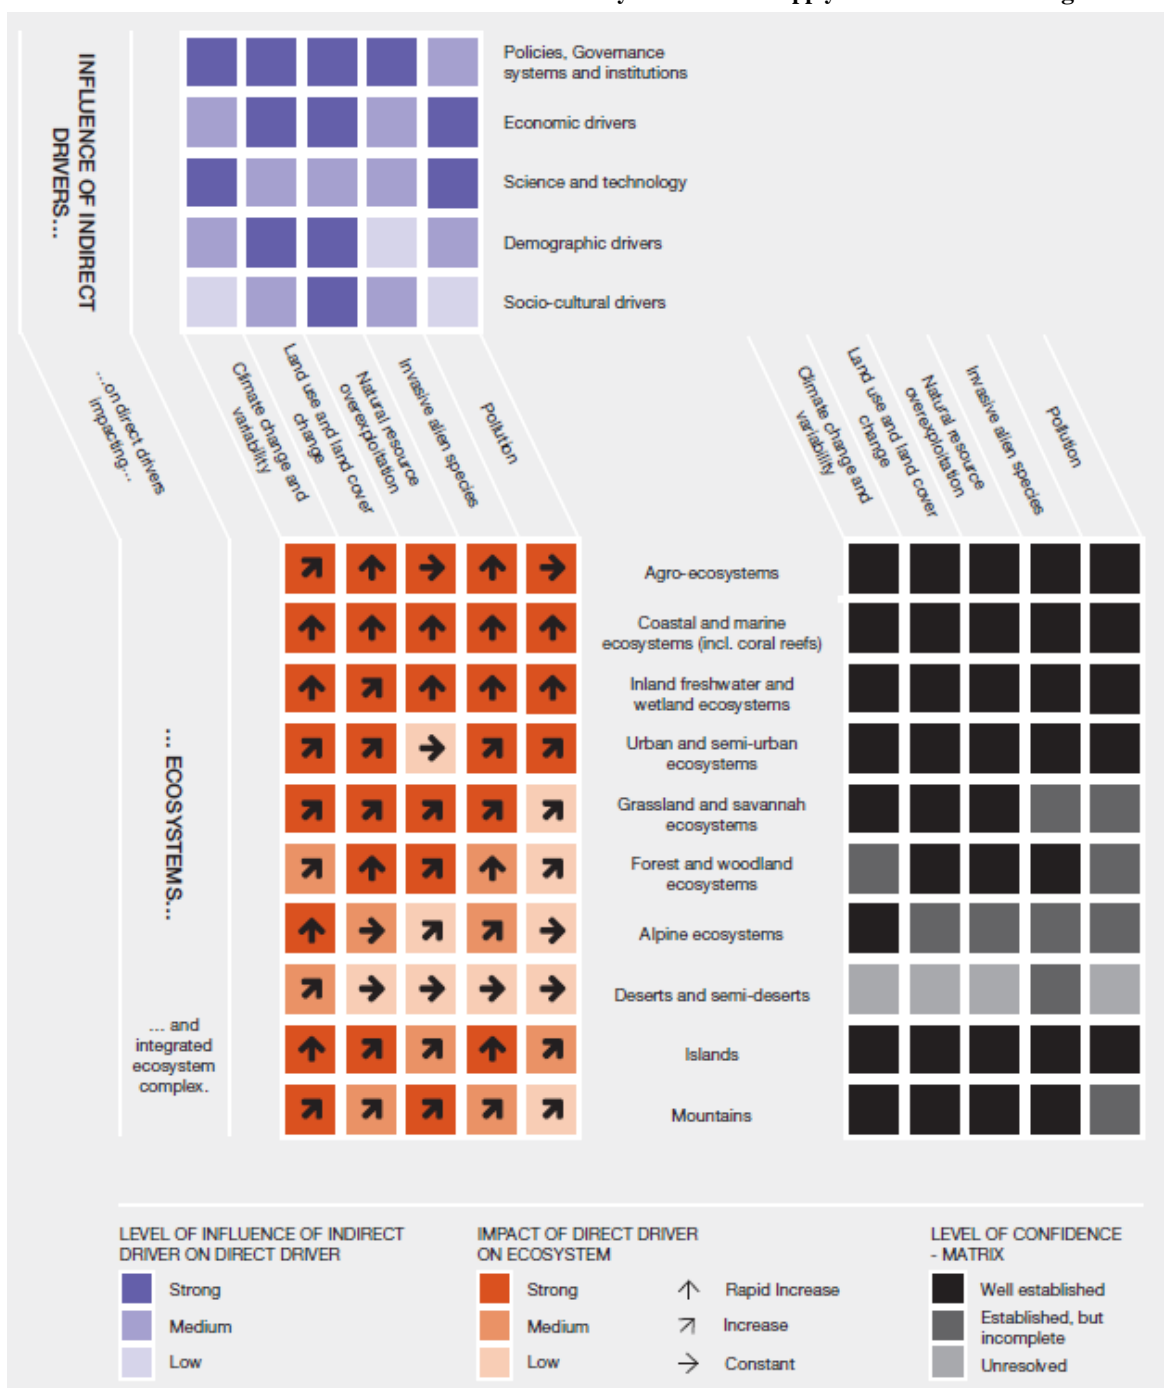 INFLUENCE OF INDIRECT
DRIVERS...
Policies, Governance
systems and institutions
Economic drivers
Science and technology
Demographic drivers
Socio-cultural drivers
...on direct drivers
impacting...
Climate change and
variability
Land use and land cover
change
Natural resource
overexploitation
Invasive alien species
Pollution
Climate change and
variability
Land use and land cover
change
Natural resource
overexploitation
Invasive alien species
Pollution
... ECOSYSTEMS...
Agro-ecosystems
Coastal and marine
ecosystems (incl. coral reefs)
Inland freshwater and
wetland ecosystems
Urban and semi-urban
ecosystems
Grassland and savannah
ecosystems
Forest and woodland
ecosystems
Alpine ecosystems
Deserts and semi-deserts
... and
integrated
ecosystem
complex.
Islands
Mountains
LEVEL OF INFLUENCE OF INDIRECT
DRIVER ON DIRECT DRIVER
Strong
Medium
Low
IMPACT OF DIRECT DRIVER
ON ECOSYSTEM
Strong
Medium
Low
Rapid Increase
Increase
Constant
LEVEL OF CONFIDENCE
- MATRIX
Well established
Established, but
incomplete
Unresolved